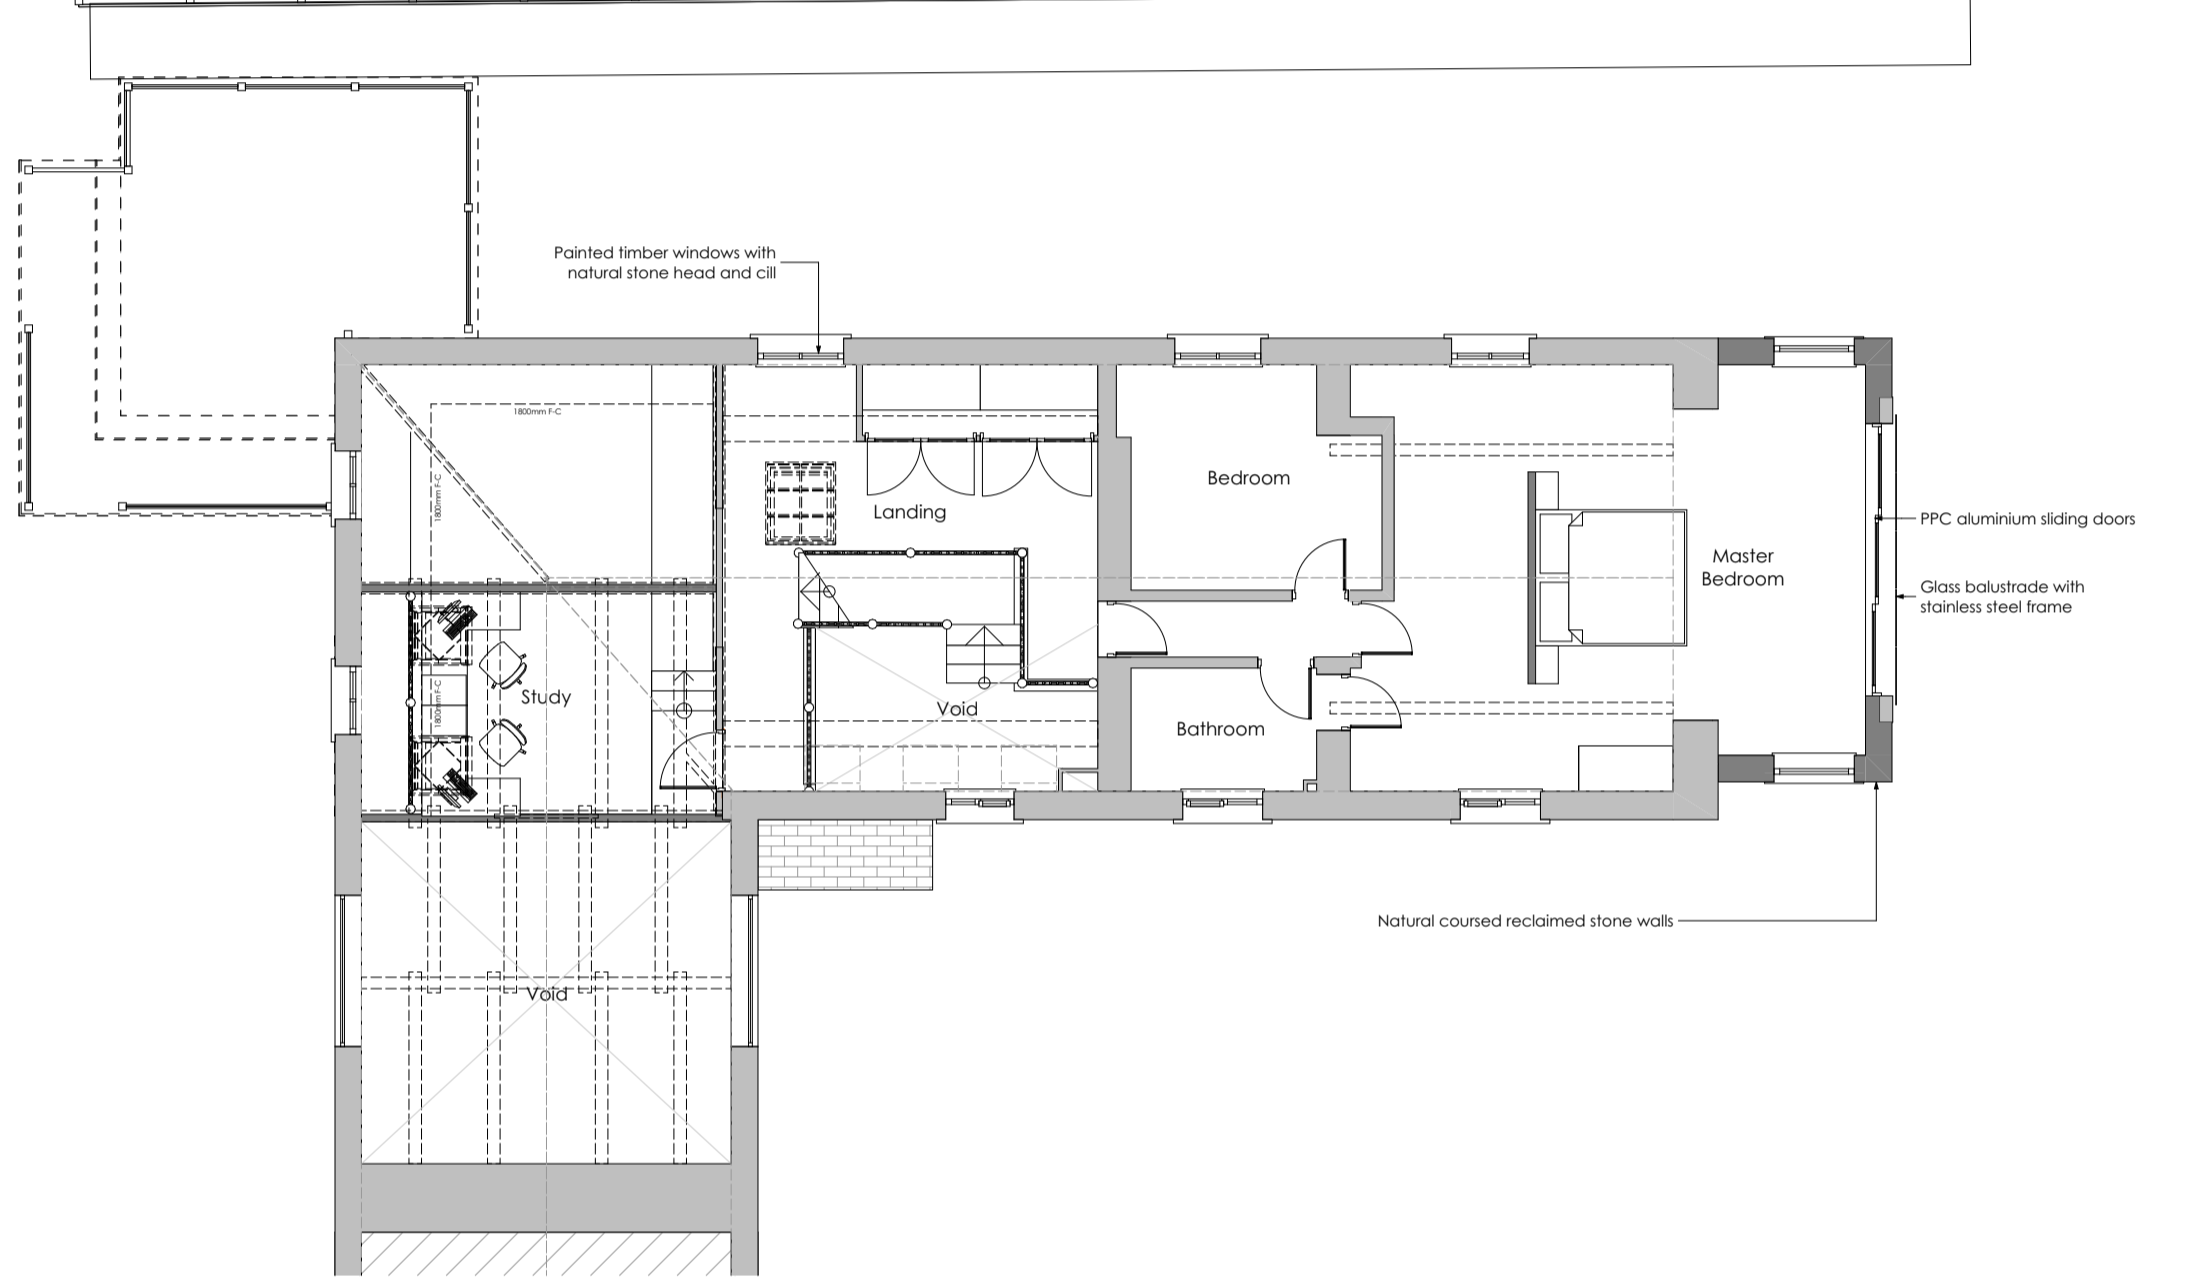 Painted timber windows with
natural stone head and cill
1800mm F-C
1800mm F-C
Bedroom
Landing
PPC aluminium sliding doors
Master
Bedroom
Glass balustrade with
stainless steel frame
Study
1800mm F-C
Void
Bathroom
Natural coursed reclaimed stone walls
Void